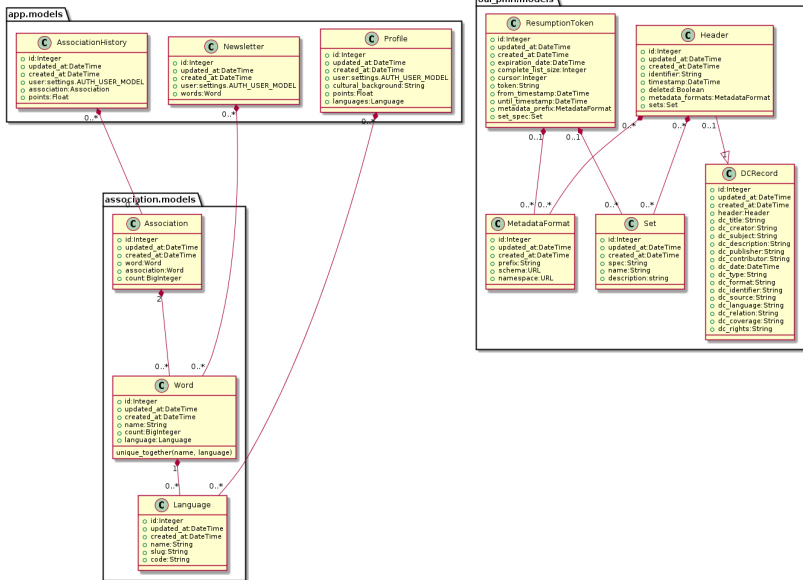 app.models
C AssociationHistory
id:Integer
updated_at:DateTime
created_at:DateTime
user:settings.AUTH_USER_MODEL
association:Association
points:Float
C Newsletter
id:Integer
updated_at:DateTime
created_at:DateTime
user:settings.AUTH_USER_MODEL
words:Word
C Profile
id:Integer
updated_at:DateTime
created_at:DateTime
user:settings.AUTH_USER_MODEL
cultural_background:String
points:Float
languages:Language
0..*
0..*
0..*
association.models
0..*
C Association
id:Integer
updated_at:DateTime
created_at:DateTime
word:Word
association:Word
count:BigInteger
2
0..*
0..*
C Word
id:Integer
updated_at:DateTime
created_at:DateTime
name:String
count:BigInteger
language:Language
unique_together(name, language)
1
0..*
0..*
C Language
id:Integer
updated_at:DateTime
created_at:DateTime
name:String
slug:String
code:String
oai_pmh.models
C ResumptionToken
id:Integer
updated_at:DateTime
created_at:DateTime
expiration_date:DateTime
complete_list_size:Integer
cursor:Integer
token:String
from_timestamp:DateTime
until_timestamp:DateTime
metadata_prefix:MetadataFormat
set_spec:Set
C Header
id:Integer
updated_at:DateTime
created_at:DateTime
identifier:String
timestamp:DateTime
deleted:Boolean
metadata_formats:MetadataFormat
sets:Set
0..1
0..1
0..*
0..*
0..1
1
0..*
0..*
0..*
0..*
C MetadataFormat
id:Integer
updated_at:DateTime
created_at:DateTime
prefix:String
schema:URL
namespace:URL
C Set
id:Integer
updated_at:DateTime
created_at:DateTime
spec:String
name:String
description:string
C DCRecord
id:Integer
updated_at:DateTime
created_at:DateTime
header:Header
dc_title:String
dc_creator:String
dc_subject:String
dc_description:String
dc_publisher:String
dc_contributor:String
dc_date:DateTime
dc_type:String
dc_format:String
dc_identifier:String
dc_source:String
dc_language:String
dc_relation:String
dc_coverage:String
dc_rights:String